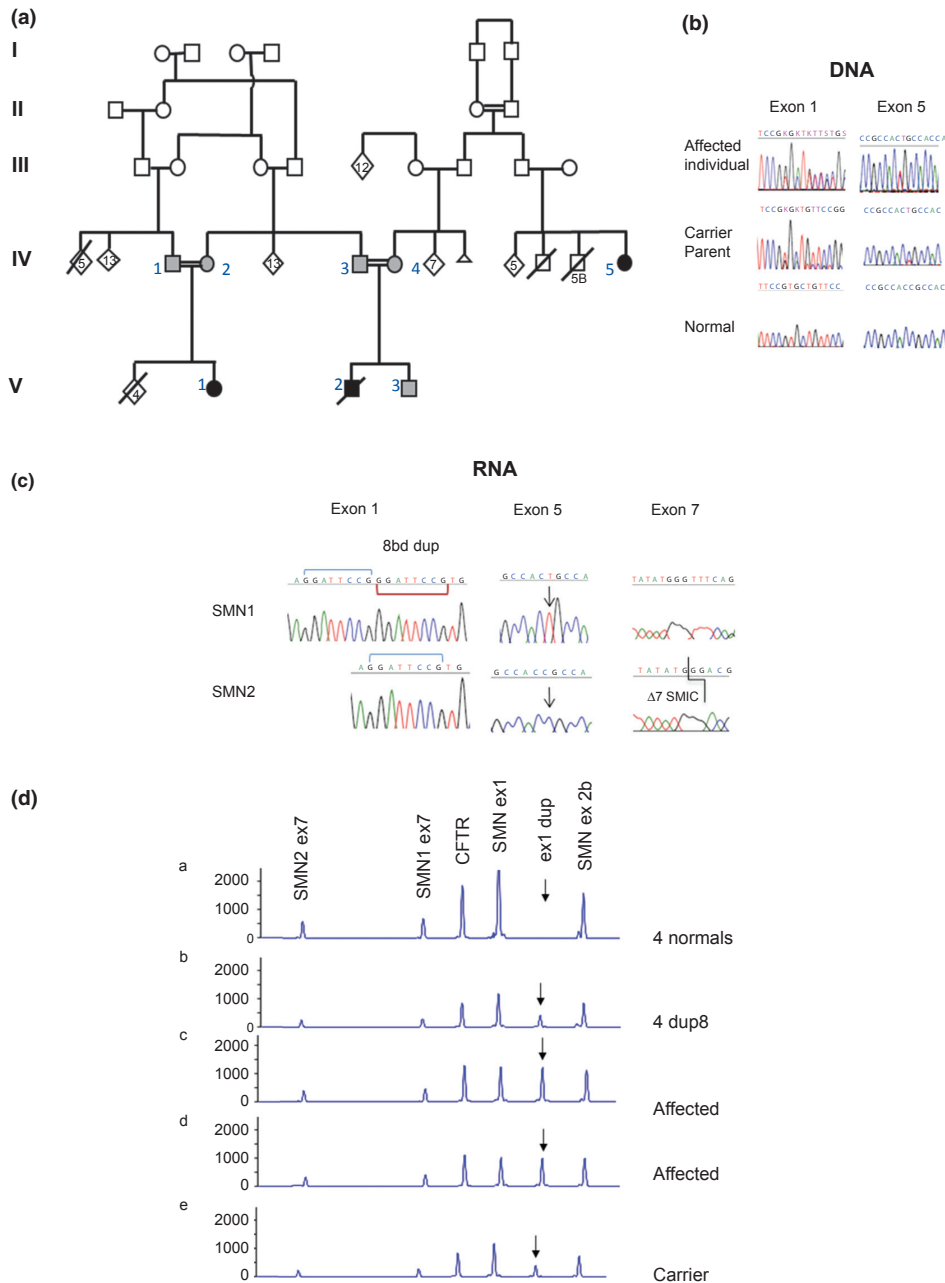 (a)
I
II
III
12
IV
5
13
1
2
13
3
4
7
5
5B
5
V
4
1
2
3
(b)
DNA
Exon 1
Exon 5
Affected individual
TCCGKGKTKTTSTGS
CCGCCACTGCCACCA
Carrier Parent
TCCGKGKTGTTCCGG
CCGCCACTGCCAC
Normal
TTCCGTGCTGTTCC
CCGCCACCGCCAC
(c)
RNA
Exon 1
Exon 5
Exon 7
8bd dup
SMN1
AGGATTCCGGGATTCCGTG
GCCACTGCCA
TATATGGGTTTCAG
SMN2
AGGATTCCGTG
GCCACCGCCA
TATATGGGACG
Δ7 SMIC
(d)
SMN2 ex7
SMN1 ex7
CFTR
SMN ex1
ex1 dup
SMN ex 2b
a
2000
1000
0
4 normals
b
2000
1000
0
4 dup8
c
2000
1000
0
Affected
d
2000
1000
0
Affected
e
2000
1000
0
Carrier